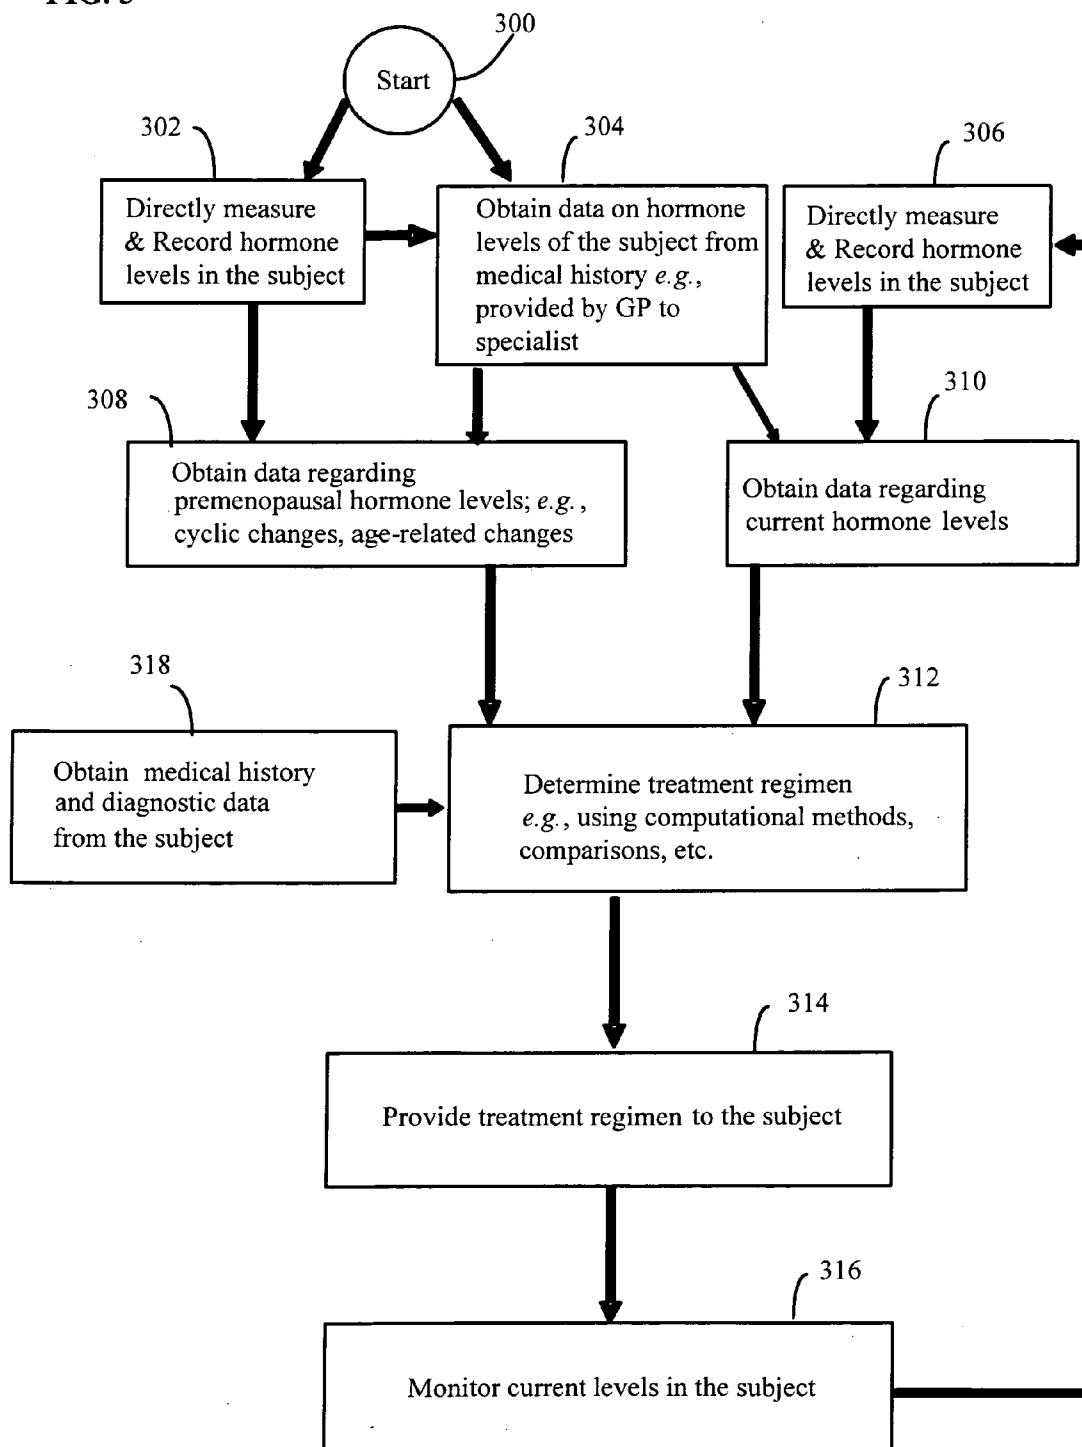 300
Start
302
304
306
Directly measure
& Record hormone
levels in the subject
Obtain data on hormone
levels of the subject from
medical history e.g.,
provided by GP to
specialist
Directly measure
& Record hormone
levels in the subject
308
310
Obtain data regarding
premenopausal hormone levels; e.g.,
cyclic changes, age-related changes
Obtain data regarding
current hormone levels
318
312
Obtain medical history
and diagnostic data
from the subject
Determine treatment regimen
e.g., using computational methods,
comparisons, etc.
314
Provide treatment regimen to the subject
316
Monitor current levels in the subject